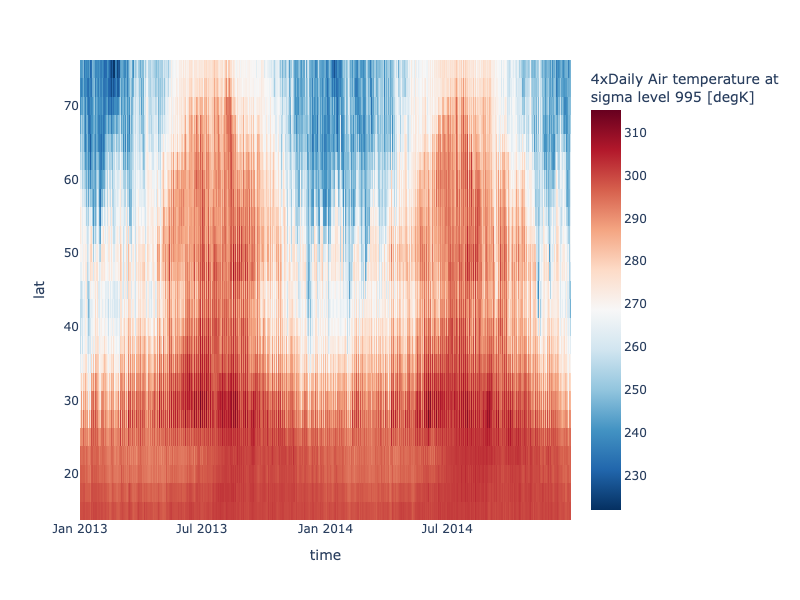 4xDaily Air temperature at
sigma level 995 [degK]
310
300
290
280
270
260
250
240
230
lat
70
60
50
40
30
20
Jan 2013
Jul 2013
Jan 2014
Jul 2014
time